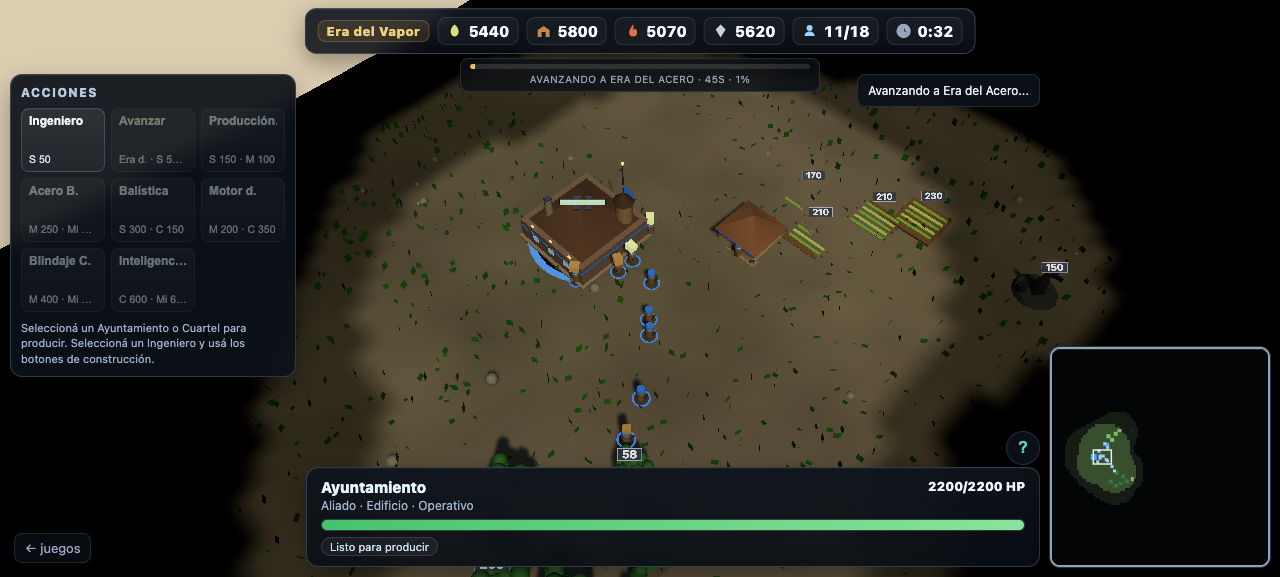 Era del Vapor
5440
5800
5070
5620
11/18
0:32
AVANZANDO A ERA DEL ACERO · 45S · 1%
Avanzando a Era del Acero...
ACCIONES
Ingeniero
S 50
Avanzar
Era d. · S 5...
Producción.
S 150 · M 100
Acero B.
M 250 · Mi ...
Balística
S 300 · C 150
Motor d.
M 200 · C 350
Blindaje C.
M 400 · Mi ...
Inteligenc...
C 600 · Mi 6...
Seleccioná un Ayuntamiento o Cuartel para
producir. Seleccioná un Ingeniero y usá los
botones de construcción.
170
210
210
230
150
58
?
Ayuntamiento
2200/2200 HP
Aliado · Edificio · Operativo
Listo para producir
← juegos